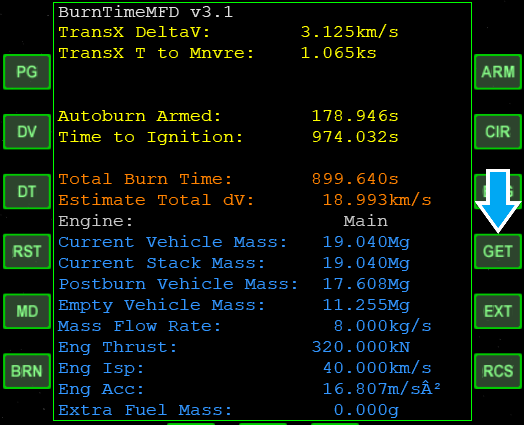 BurnTimeMFD v3.1
TransX DeltaV: 3.125km/s
TransX T to Mnvre: 1.065ks
PG
ARM
Autoburn Armed: 178.946s
DV
Time to Ignition: 974.032s
CIR
Total Burn Time: 899.640s
DT
Estimate Total dV: 18.993km/s
Engine: Main
Current Vehicle Mass: 19.040Mg
RST
GET
Current Stack Mass: 19.040Mg
Postburn Vehicle Mass: 17.608Mg
Empty Vehicle Mass: 11.255Mg
MD
EXT
Mass Flow Rate: 8.000kg/s
Eng Thrust: 320.000kN
Eng Isp: 40.000km/s
BRN
RCS
Eng Acc: 16.807m/s²
Extra Fuel Mass: 0.000g